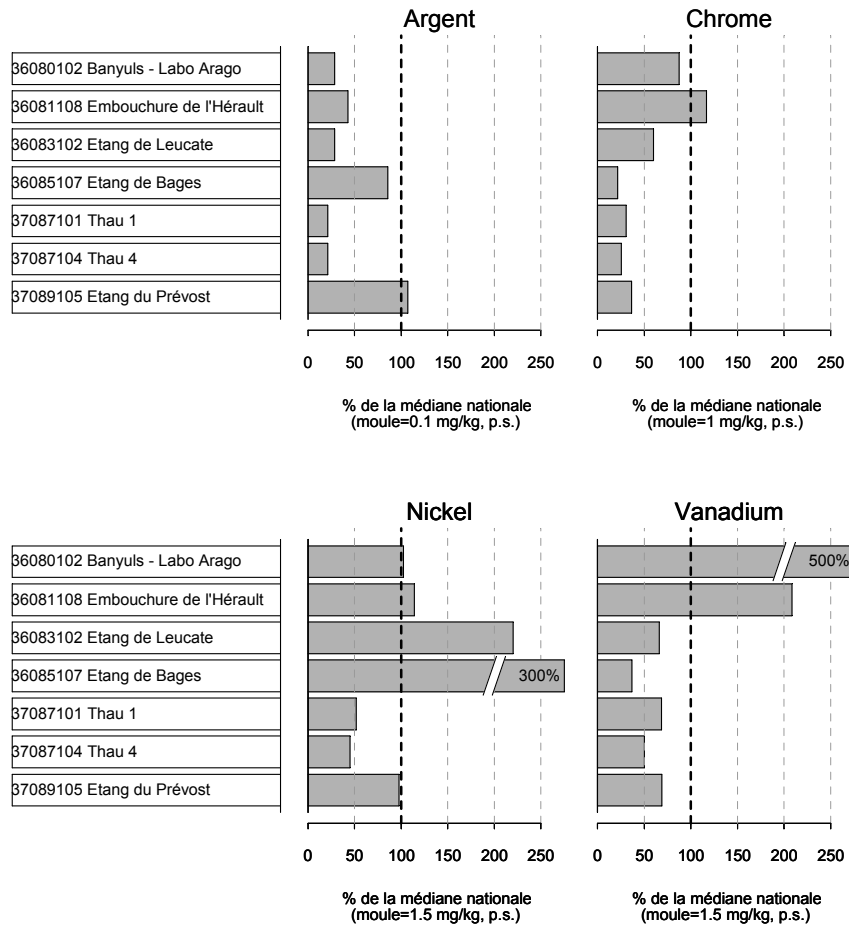 Argent
Chrome
36080102 Banyuls - Labo Arago
36081108 Embouchure de l'Hérault
36083102 Etang de Leucate
36085107 Etang de Bages
37087101 Thau 1
37087104 Thau 4
37089105 Etang du Prévost
0 50 100 150 200 250
0 50 100 150 200 250
% de la médiane nationale
(moule=0.1 mg/kg, p.s.)
% de la médiane nationale
(moule=1 mg/kg, p.s.)
Nickel
Vanadium
36080102 Banyuls - Labo Arago
500%
36081108 Embouchure de l'Hérault
36083102 Etang de Leucate
36085107 Etang de Bages
300%
37087101 Thau 1
37087104 Thau 4
37089105 Etang du Prévost
0 50 100 150 200 250
0 50 100 150 200 250
% de la médiane nationale
(moule=1.5 mg/kg, p.s.)
% de la médiane nationale
(moule=1.5 mg/kg, p.s.)